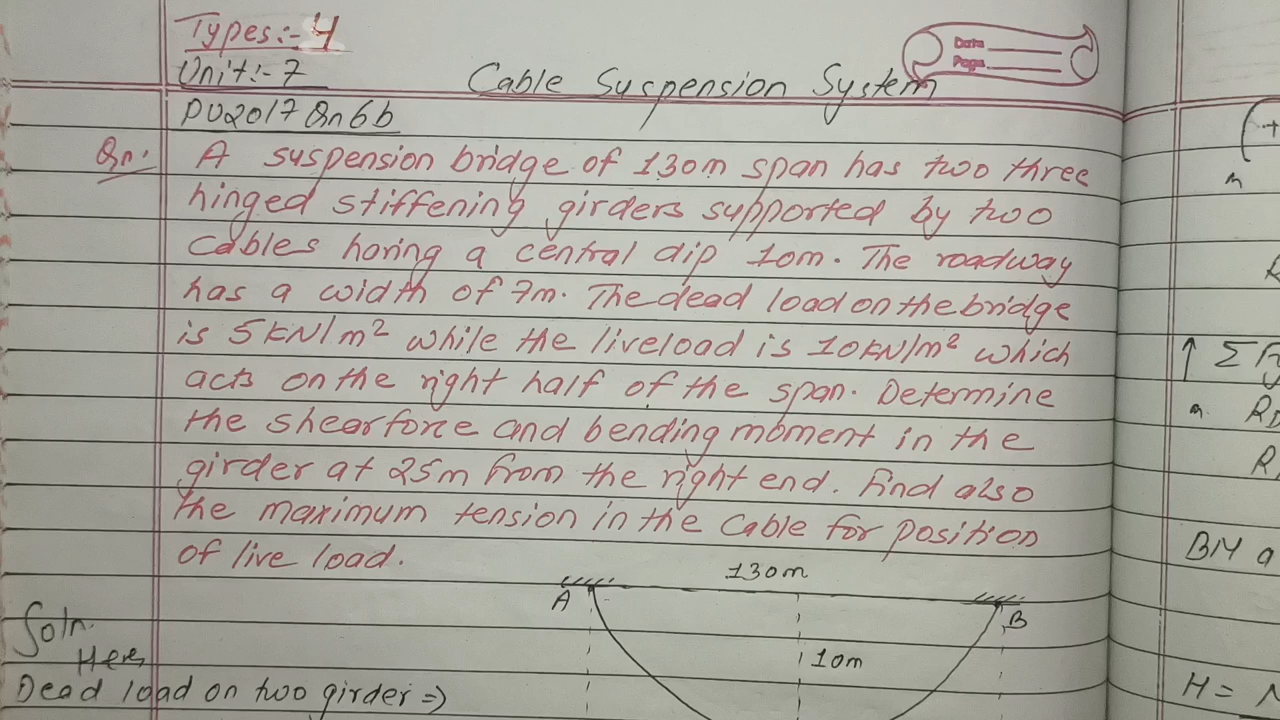 Types:- 4
Unit:- 7
Cable Suspension System
Date
Page
PU2017 Qn6b
Qn: A suspension bridge of 130m span has two three
hinged stiffening girders supported by two
cables having a central dip 10m. The roadway
has a width of 7m. The dead load on the bridge
is 5KN/m² while the liveload is 10KN/m² which
acts on the right half of the span. Determine
the shearforce and bending moment in the
girder at 25m from the right end. Find also
the maximum tension in the cable for position
of live load.
130m
A
B
10m
Soln.
Here,
Dead load on two girder =>
↑ ΣF
R
BM a
H =